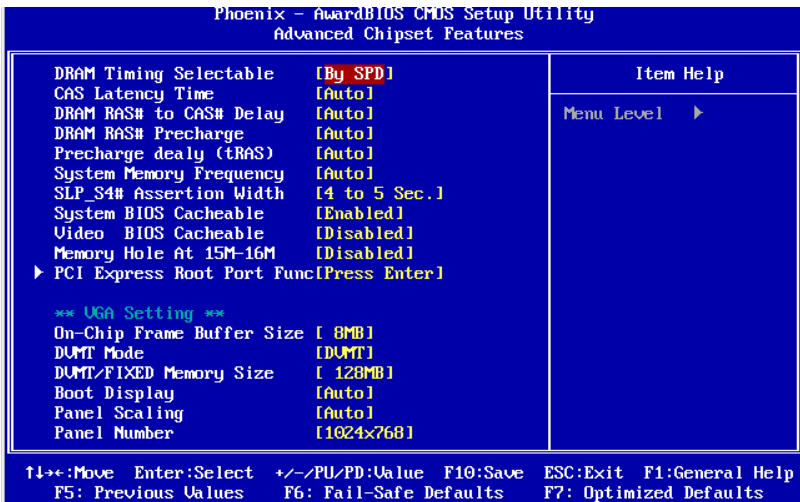 Phoenix - AwardBIOS CMOS Setup Utility
Advanced Chipset Features
DRAM Timing Selectable [By SPD]
CAS Latency Time [Auto]
DRAM RAS# to CAS# Delay [Auto]
DRAM RAS# Precharge [Auto]
Precharge dealy (tRAS) [Auto]
System Memory Frequency [Auto]
SLP_S4# Assertion Width [4 to 5 Sec.]
System BIOS Cacheable [Enabled]
Video BIOS Cacheable [Disabled]
Memory Hole At 15M-16M [Disabled]
PCI Express Root Port Func[Press Enter]
** VGA Setting **
On-Chip Frame Buffer Size [ 8MB]
DVMT Mode [DVMT]
DVMT/FIXED Memory Size [ 128MB]
Boot Display [Auto]
Panel Scaling [Auto]
Panel Number [1024x768]
Item Help
Menu Level
↑↓→←:Move Enter:Select +/-/PU/PD:Value F10:Save ESC:Exit F1:General Help
F5: Previous Values F6: Fail-Safe Defaults F7: Optimized Defaults